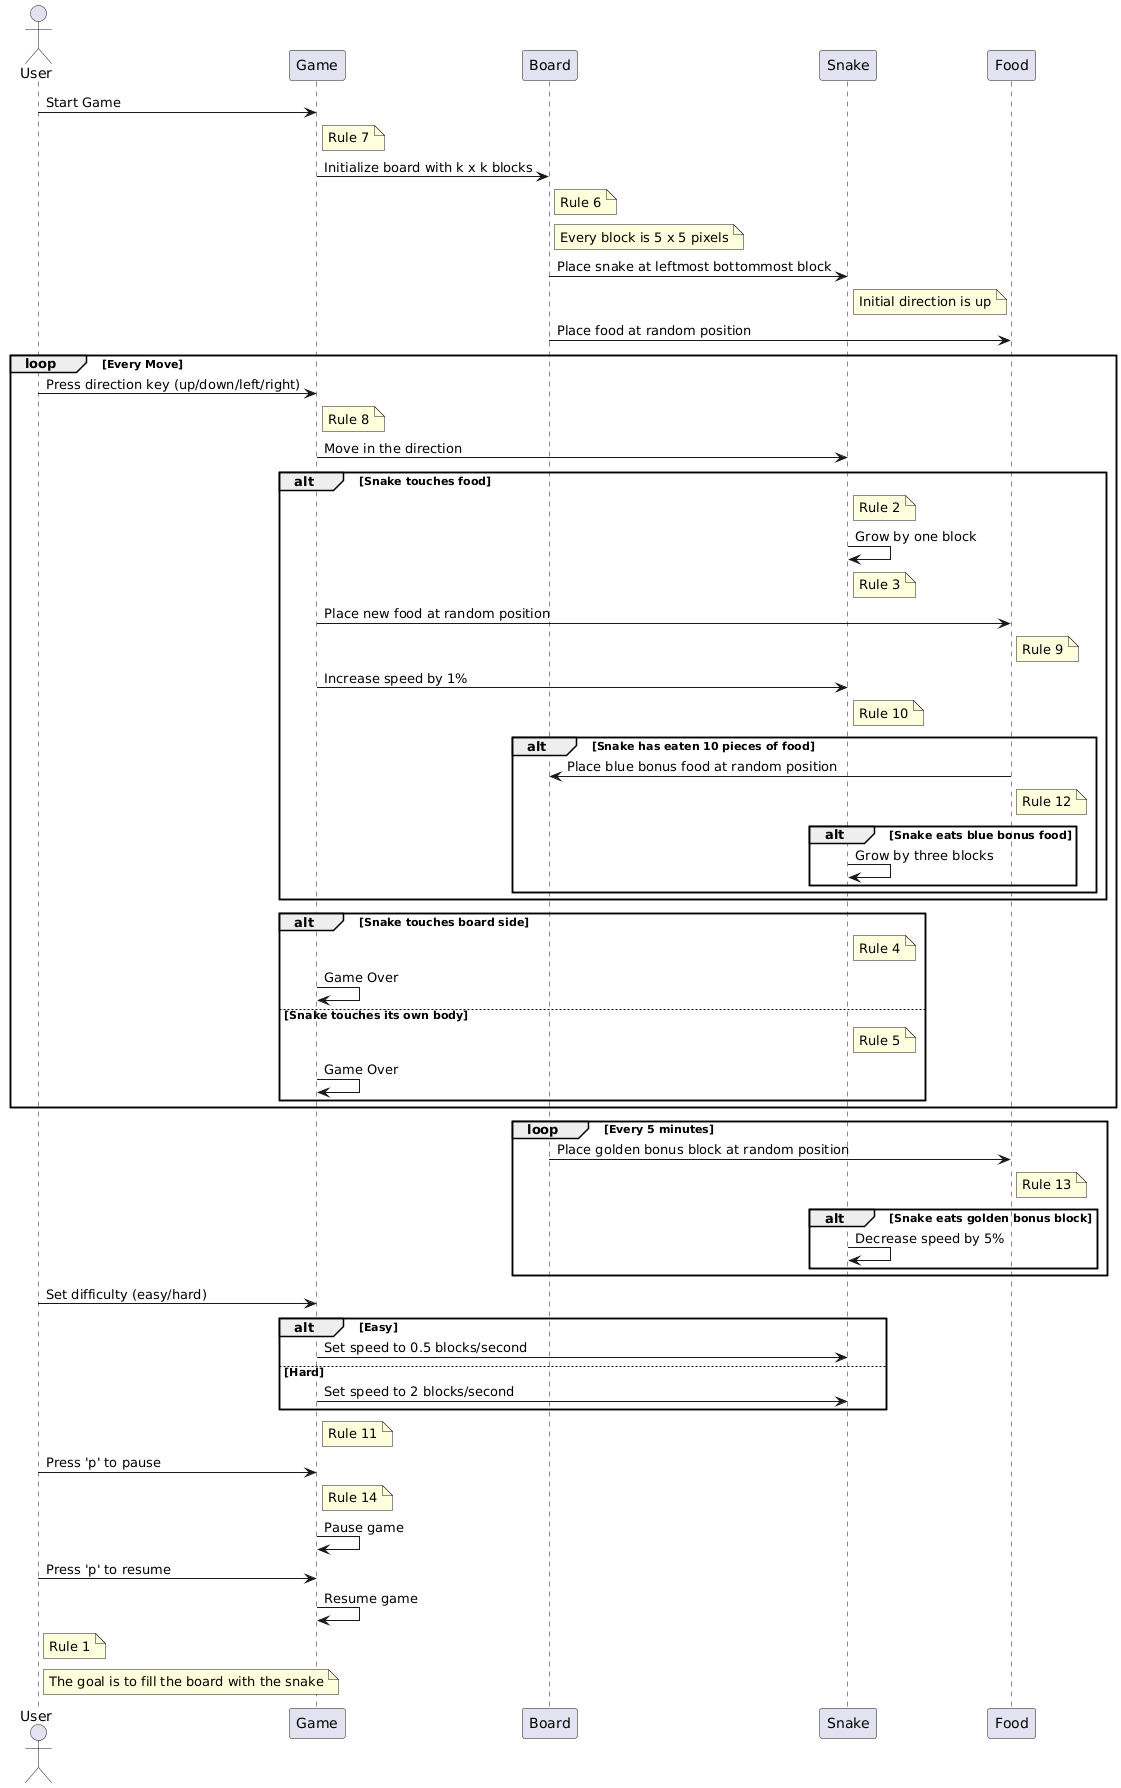 User
Game
Board
Snake
Food
Start Game
Rule 7
Initialize board with k x k blocks
Rule 6
Every block is 5 x 5 pixels
Place snake at leftmost bottommost block
Initial direction is up
Place food at random position
loop [Every Move]
Press direction key (up/down/left/right)
Rule 8
Move in the direction
alt [Snake touches food]
Rule 2
Grow by one block
Rule 3
Place new food at random position
Rule 9
Increase speed by 1%
Rule 10
alt [Snake has eaten 10 pieces of food]
Place blue bonus food at random position
Rule 12
alt [Snake eats blue bonus food]
Grow by three blocks
alt [Snake touches board side]
Rule 4
Game Over
[Snake touches its own body]
Rule 5
Game Over
loop [Every 5 minutes]
Place golden bonus block at random position
Rule 13
alt [Snake eats golden bonus block]
Decrease speed by 5%
Set difficulty (easy/hard)
alt [Easy]
Set speed to 0.5 blocks/second
[Hard]
Set speed to 2 blocks/second
Rule 11
Press 'p' to pause
Rule 14
Pause game
Press 'p' to resume
Resume game
Rule 1
The goal is to fill the board with the snake
User
Game
Board
Snake
Food